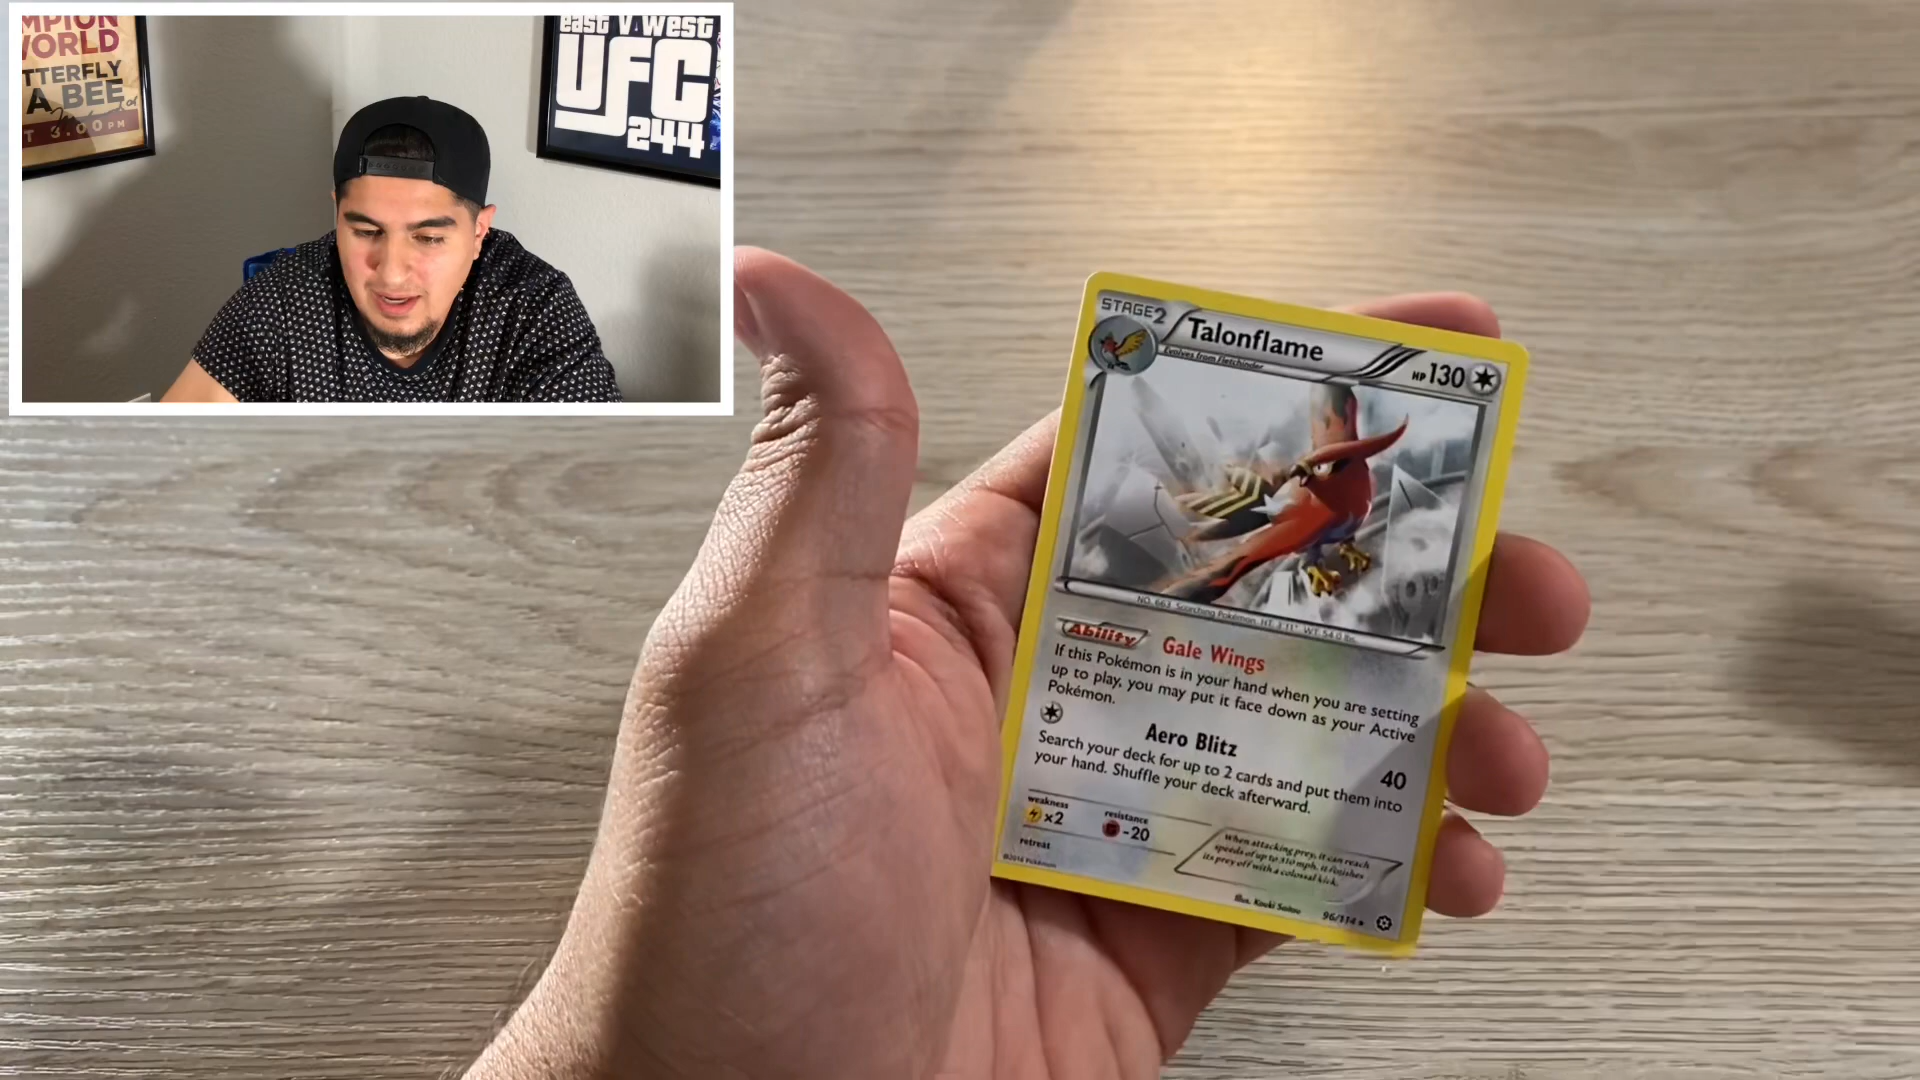 MPION
WORLD
TTERFLY
A BEE
T 3.00PM
east V West
UFC
244
STAGE2
Talonflame
Evolves from Fletchinder
HP130
NO. 663 Scorching Pokémon HT: 3'11" WT: 54.0 lbs.
Ability Gale Wings
If this Pokémon is in your hand when you are setting
up to play, you may put it face down as your Active
Pokémon.
Aero Blitz 40
Search your deck for up to 2 cards and put them into
your hand. Shuffle your deck afterward.
weakness
x2
resistance
-20
retreat
When attacking prey, it can reach
speeds of up to 310 mph. It finishes
its prey off with a colossal kick.
©2016 Pokémon
Illus. Kouki Saitou
96/114